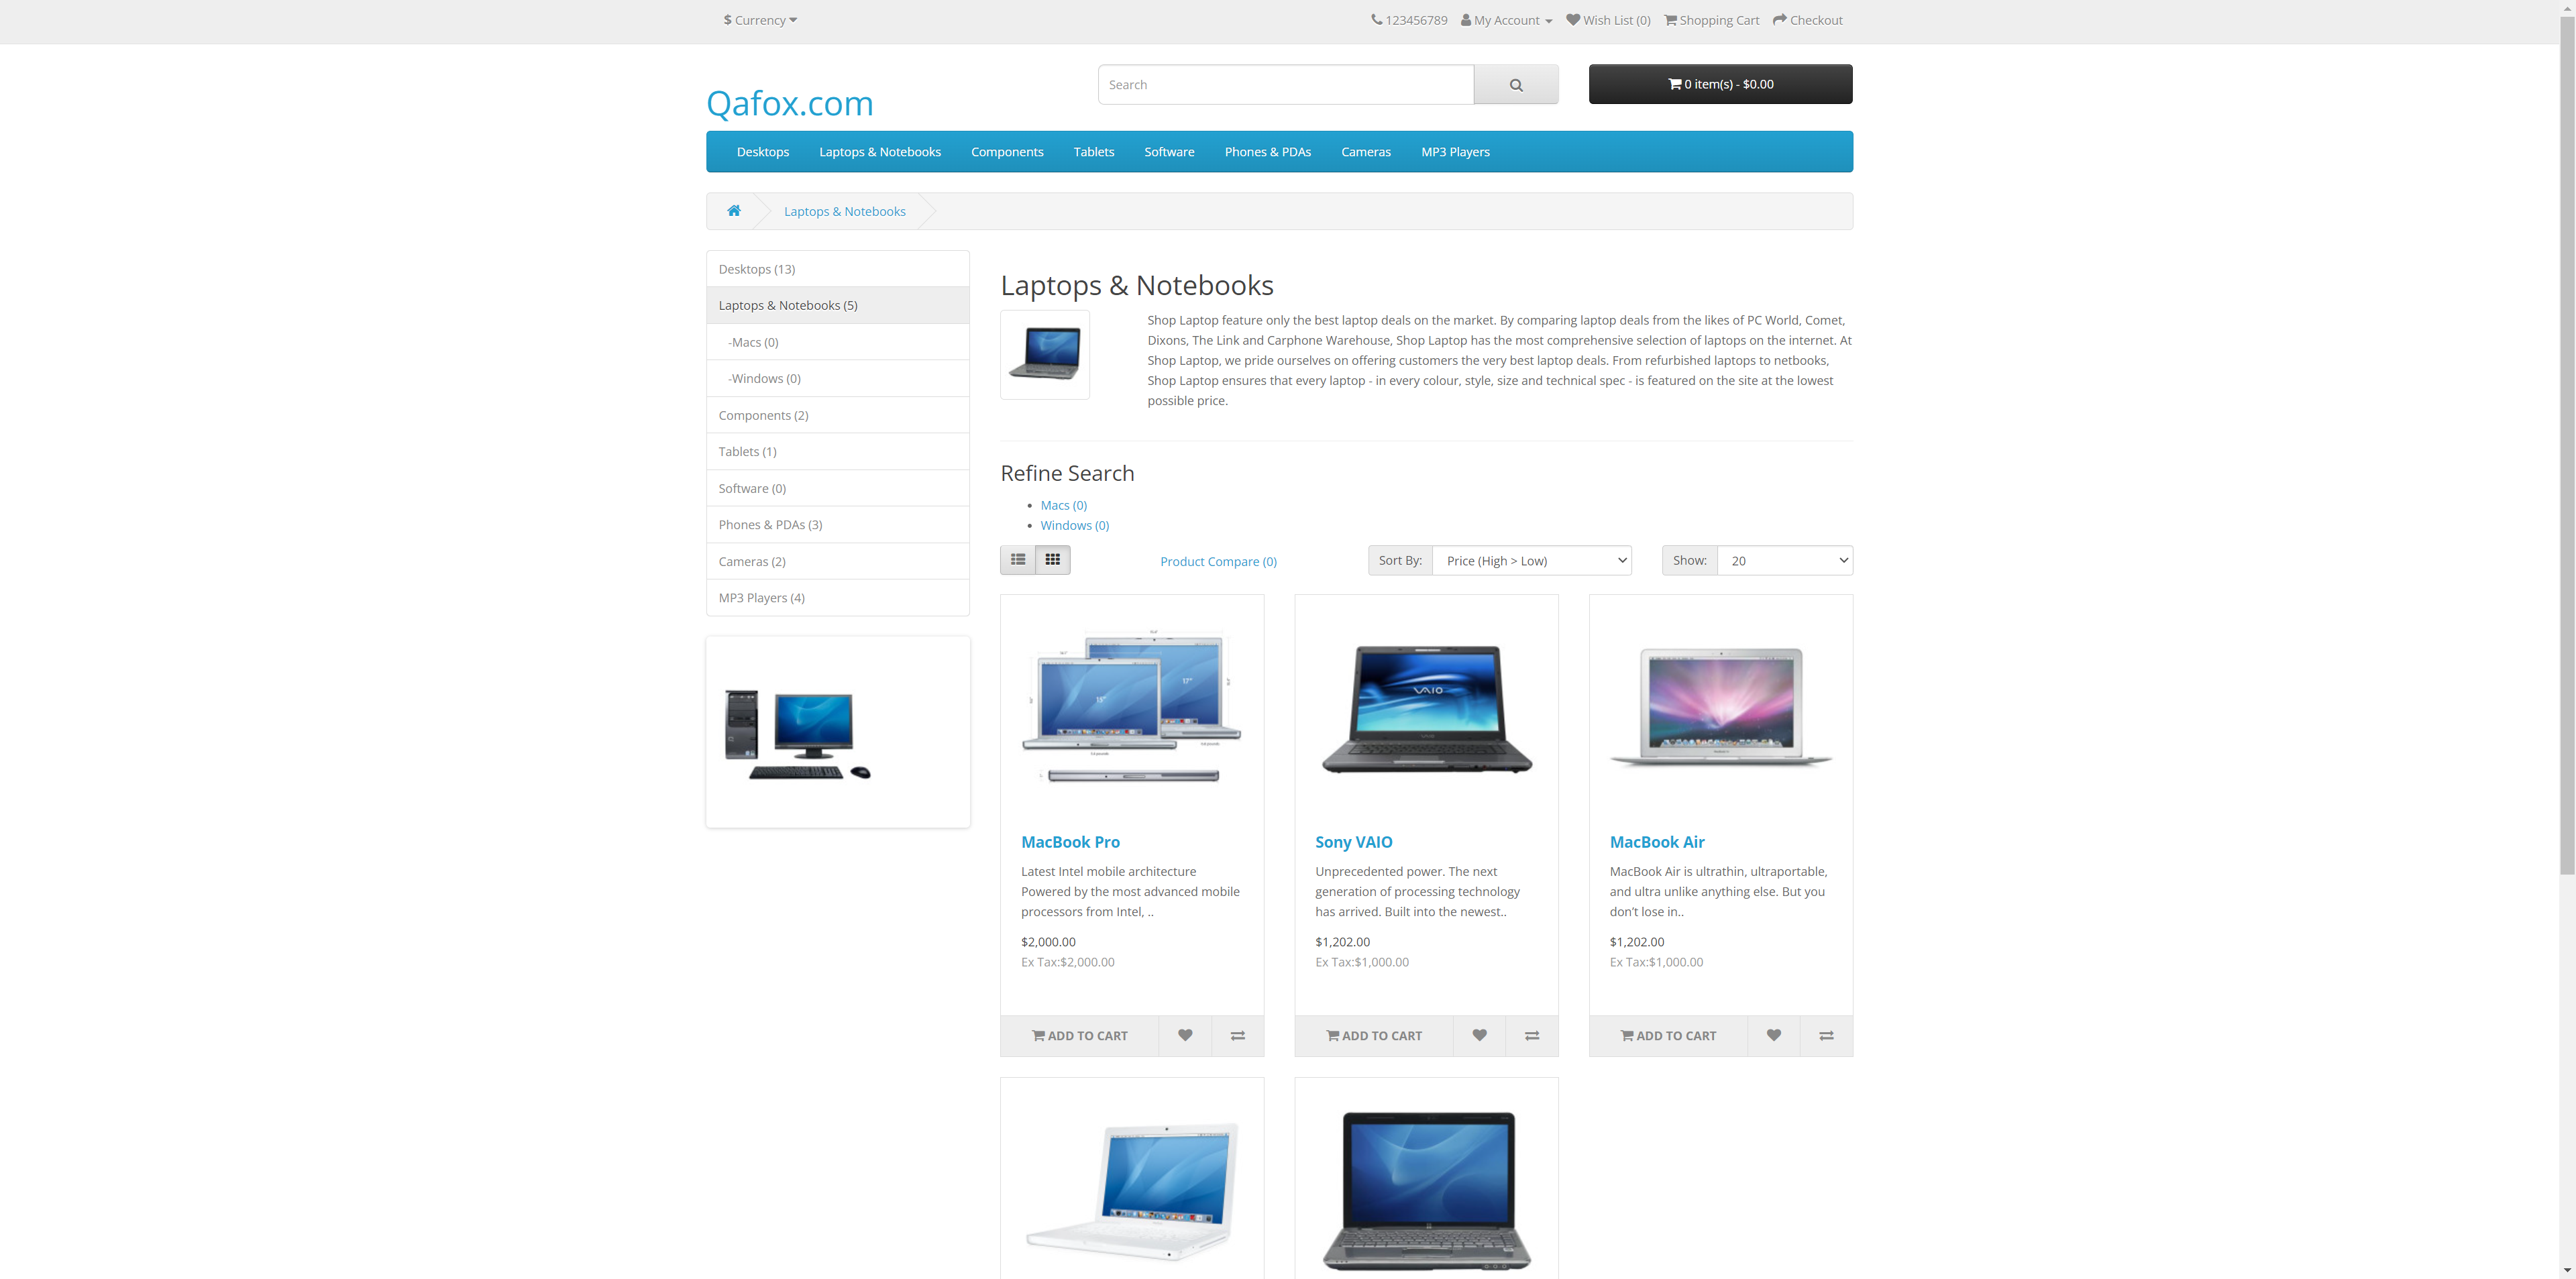 $ Currency
123456789 My Account Wish List (0) Shopping Cart Checkout
Qafox.com
Search
0 item(s) - $0.00
Desktops Laptops & Notebooks Components Tablets Software Phones & PDAs Cameras MP3 Players
Laptops & Notebooks
Desktops (13)
Laptops & Notebooks (5)
-Macs (0)
-Windows (0)
Components (2)
Tablets (1)
Software (0)
Phones & PDAs (3)
Cameras (2)
MP3 Players (4)
Laptops & Notebooks
Shop Laptop feature only the best laptop deals on the market. By comparing laptop deals from the likes of PC World, Comet,
Dixons, The Link and Carphone Warehouse, Shop Laptop has the most comprehensive selection of laptops on the internet. At
Shop Laptop, we pride ourselves on offering customers the very best laptop deals. From refurbished laptops to netbooks,
Shop Laptop ensures that every laptop - in every colour, style, size and technical spec - is featured on the site at the lowest
possible price.
Refine Search
Macs (0)
Windows (0)
Product Compare (0)
Sort By: Price (High > Low)
Show: 20
15"
17"
MacBook Pro
Latest Intel mobile architecture
Powered by the most advanced mobile
processors from Intel, ..
$2,000.00
Ex Tax:$2,000.00
ADD TO CART
VAIO
Sony VAIO
Unprecedented power. The next
generation of processing technology
has arrived. Built into the newest..
$1,202.00
Ex Tax:$1,000.00
ADD TO CART
MacBook Air
MacBook Air is ultrathin, ultraportable,
and ultra unlike anything else. But you
don't lose in..
$1,202.00
Ex Tax:$1,000.00
ADD TO CART